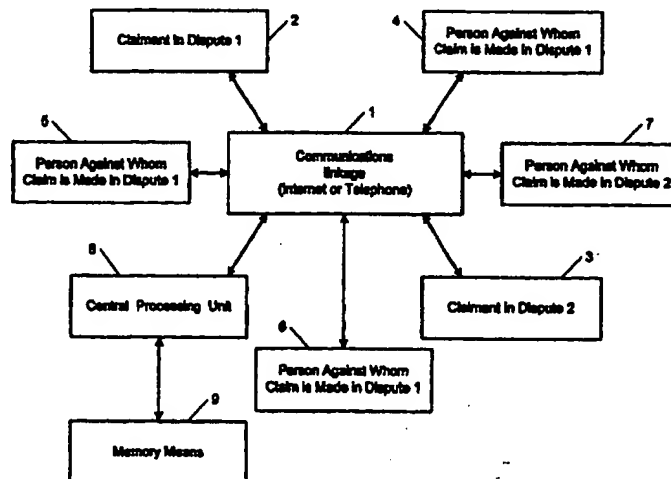 2
Claimant in Dispute 1
4
Person Against Whom
Claim is Made in Dispute 1
1
Communications
linkage
(Internet or Telephone)
5
Person Against Whom
Claim is Made in Dispute 1
7
Person Against Whom
Claim is Made in Dispute 2
8
Central Processing Unit
3
Claimant in Dispute 2
6
Person Against Whom
Claim is Made in Dispute 1
9
Memory Means